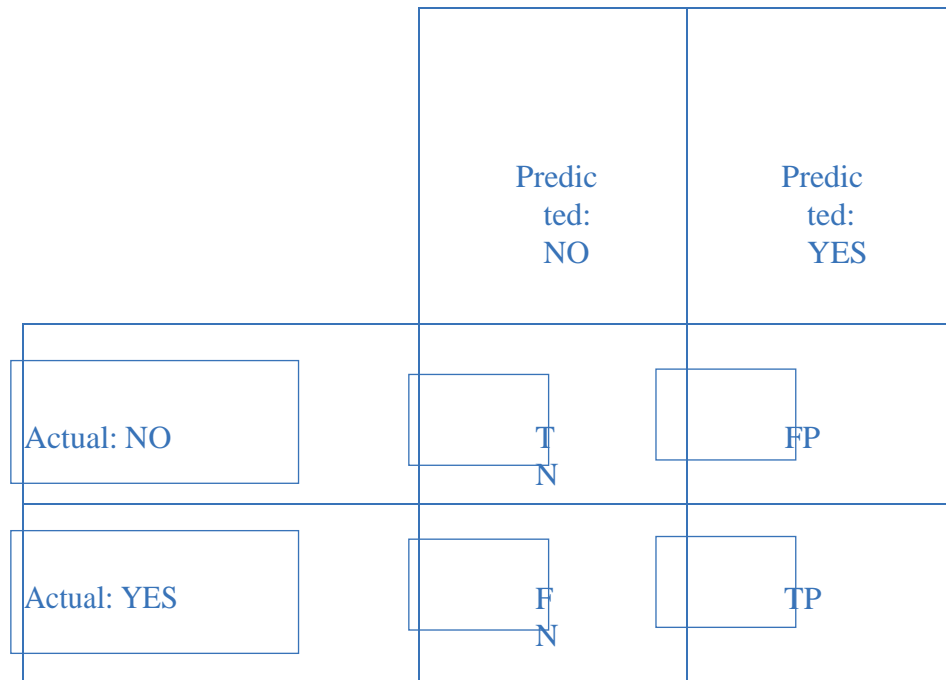 Predic
ted:
NO
Predic
ted:
YES
Actual: NO
T
N
FP
Actual: YES
F
N
TP